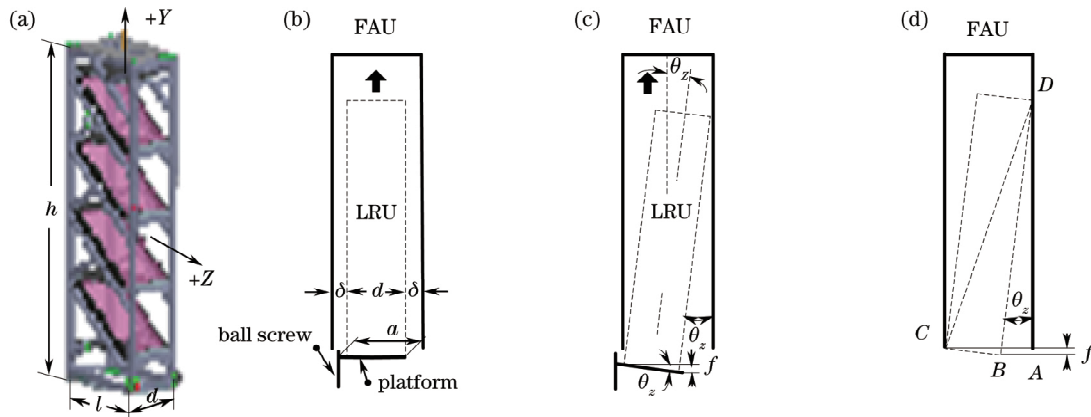 (a)
+Y
h
+Z
l
d
(b)
FAU
LRU
δ
d
δ
a
ball screw
platform
(c)
FAU
θz
LRU
θz
f
θz
(d)
FAU
D
θz
C
f
B
A